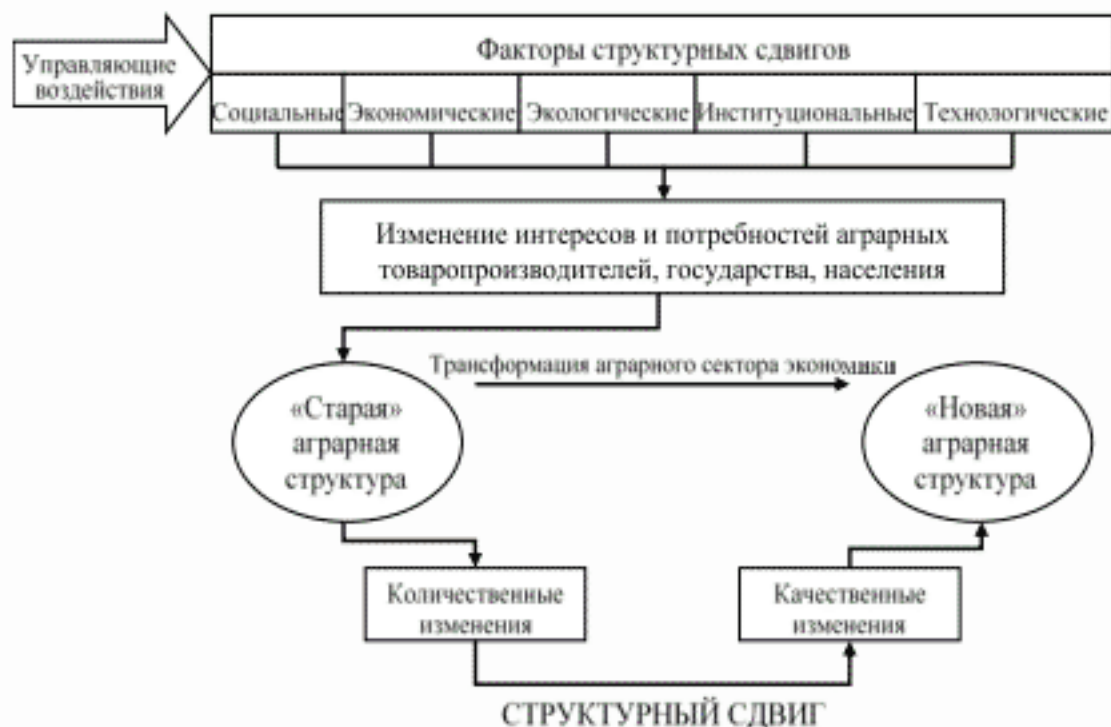 Управляющие
воздействия
Факторы структурных сдвигов
Социальные
Экономические
Экологические
Институциональные
Технологические
Изменение интересов и потребностей аграрных
товаропроизводителей, государства, населения
Трансформация аграрного сектора экономики
«Старая»
аграрная
структура
«Новая»
аграрная
структура
Количественные
изменения
Качественные
изменения
СТРУКТУРНЫЙ СДВИГ